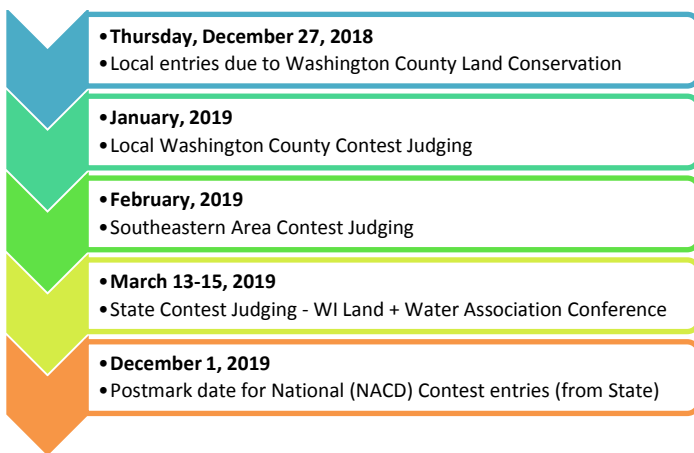 •Thursday, December 27, 2018
•Local entries due to Washington County Land Conservation
•January, 2019
•Local Washington County Contest Judging
•February, 2019
•Southeastern Area Contest Judging
•March 13-15, 2019
•State Contest Judging - WI Land + Water Association Conference
•December 1, 2019
•Postmark date for National (NACD) Contest entries (from State)